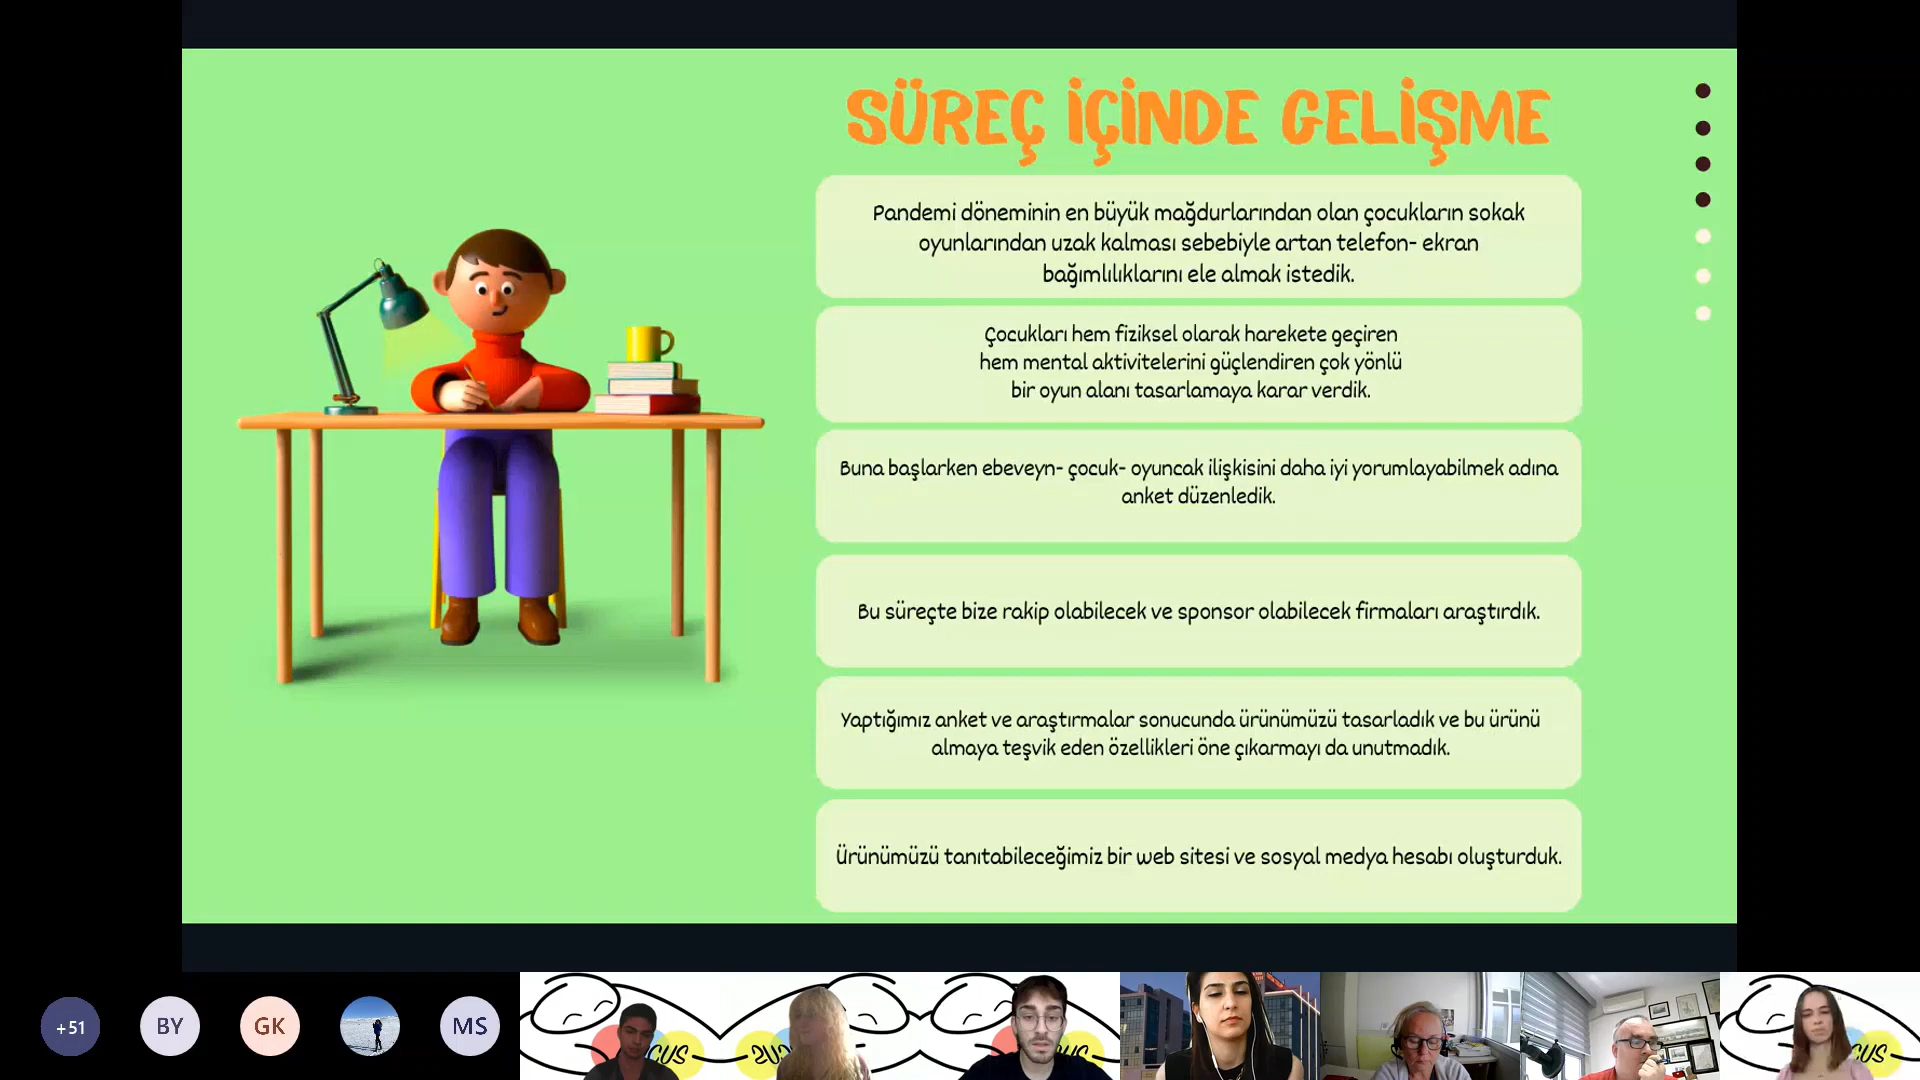 SÜREÇ İÇİNDE GELİŞME
Pandemi döneminin en büyük mağdurlarından olan çocukların sokak
oyunlarından uzak kalması sebebiyle artan telefon- ekran
bağımlılıklarını ele almak istedik.
Çocukları hem fiziksel olarak harekete geçiren
hem mental aktivitelerini güçlendiren çok yönlü
bir oyun alanı tasarlamaya karar verdik.
Buna başlarken ebeveyn- çocuk- oyuncak ilişkisini daha iyi yorumlayabilmek adına
anket düzenledik.
Bu süreçte bize rakip olabilecek ve sponsor olabilecek firmaları araştırdık.
Yaptığımız anket ve araştırmalar sonucunda ürünümüzü tasarladık ve bu ürünü
almaya teşvik eden özellikleri öne çıkarmayı da unutmadık.
Ürünümüzü tanıtabileceğimiz bir web sitesi ve sosyal medya hesabı oluşturduk.
+51
BY
GK
MS